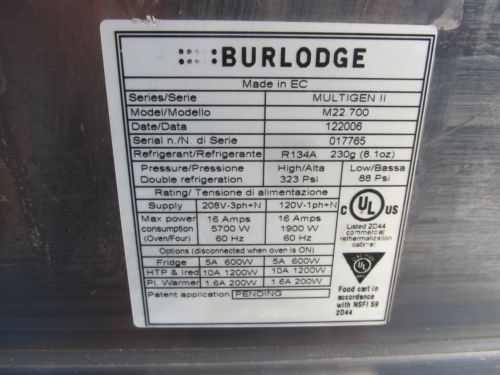 BURLODGE
Made in EC
Series/Serie MULTIGEN II
Model/Modello M22.700
Date/Data 122006
Serial n./N. di Serie 017765
Refrigerant/Refrigerante R134A 230g (8.1oz)
Pressure/Pressione High/Alta Low/Bassa
Double refrigeration 323 Psi 88 Psi
Rating/ Tensione di alimentazione
Supply 208V-3ph+N 120V-1ph+N
Max power 16 Amps 16 Amps
consumption 5700 W 1900 W
(Oven/Four) 60 Hz 60 Hz
Options (disconnected when oven is ON)
Fridge 5A 600W 5A 600W
HTP & Ired 10A 1200W 10A 1200W
Pl. Warmer 1.6A 200W 1.6A 200W
Patent application PENDING
C UL US
Listed 2D44
commercial
rethermalization
cabinet
UL
Food cart in
accordance
with NSFI 59
2D44